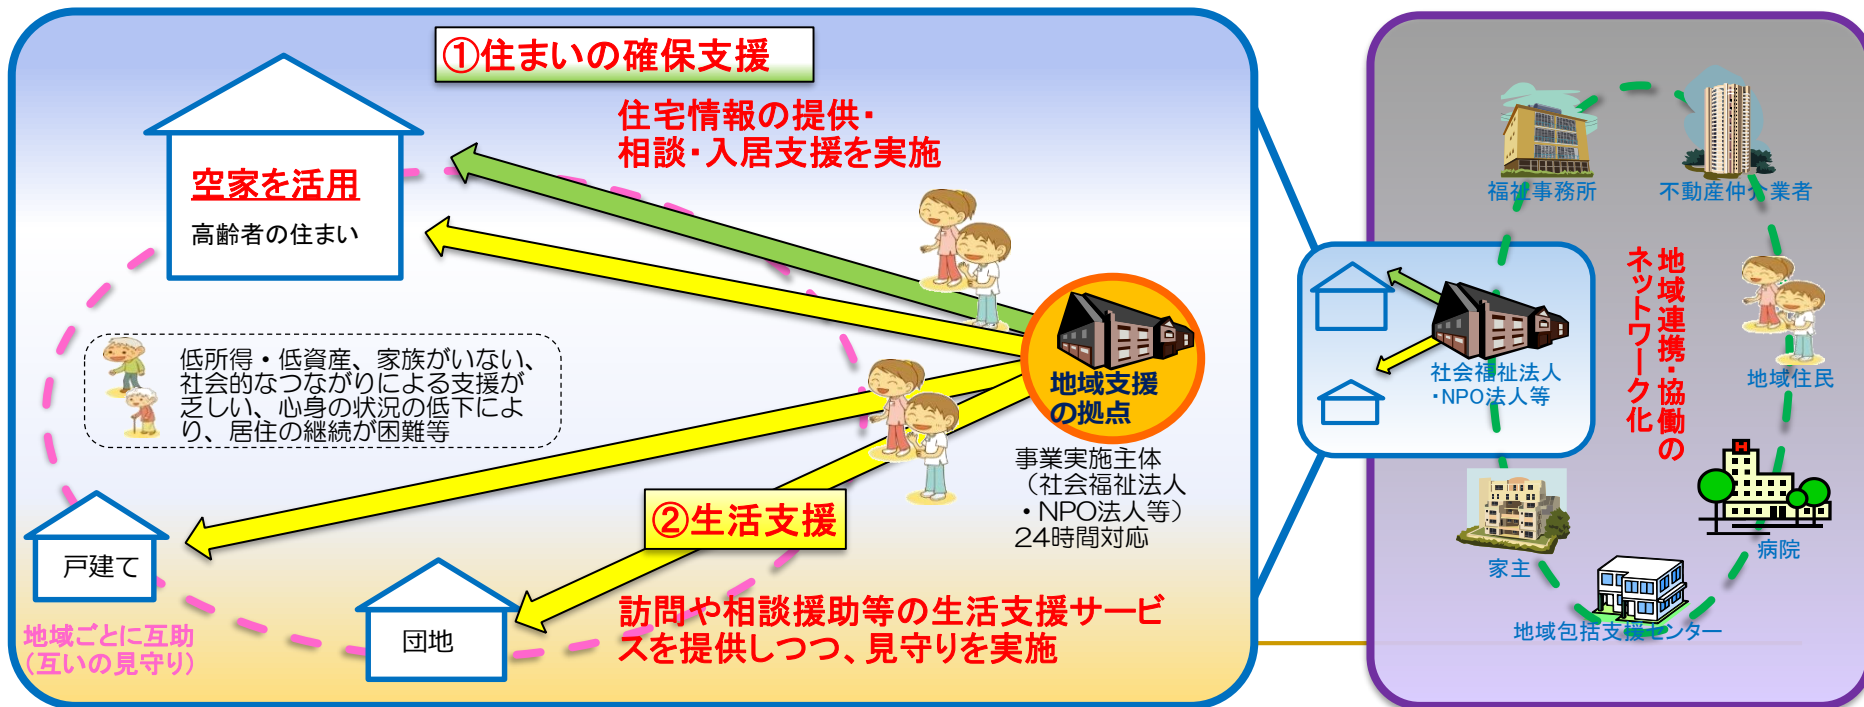 ①住まいの確保支援
住宅情報の提供・
相談・入居支援を実施
空家を活用
高齢者の住まい
低所得・低資産、家族がいない、
社会的なつながりによる支援が
乏しい、心身の状況の低下によ
り、居住の継続が困難等
地域支援
の拠点
事業実施主体
（社会福祉法人
・NPO法人等）
24時間対応
②生活支援
戸建て
団地
訪問や相談援助等の生活支援サービ
スを提供しつつ、見守りを実施
地域ごとに互助
（互いの見守り）
福祉事務所
不動産仲介業者
地域連携・協働の
ネットワーク化
社会福祉法人
・NPO法人等
地域住民
家主
病院
H
地域包括支援センター